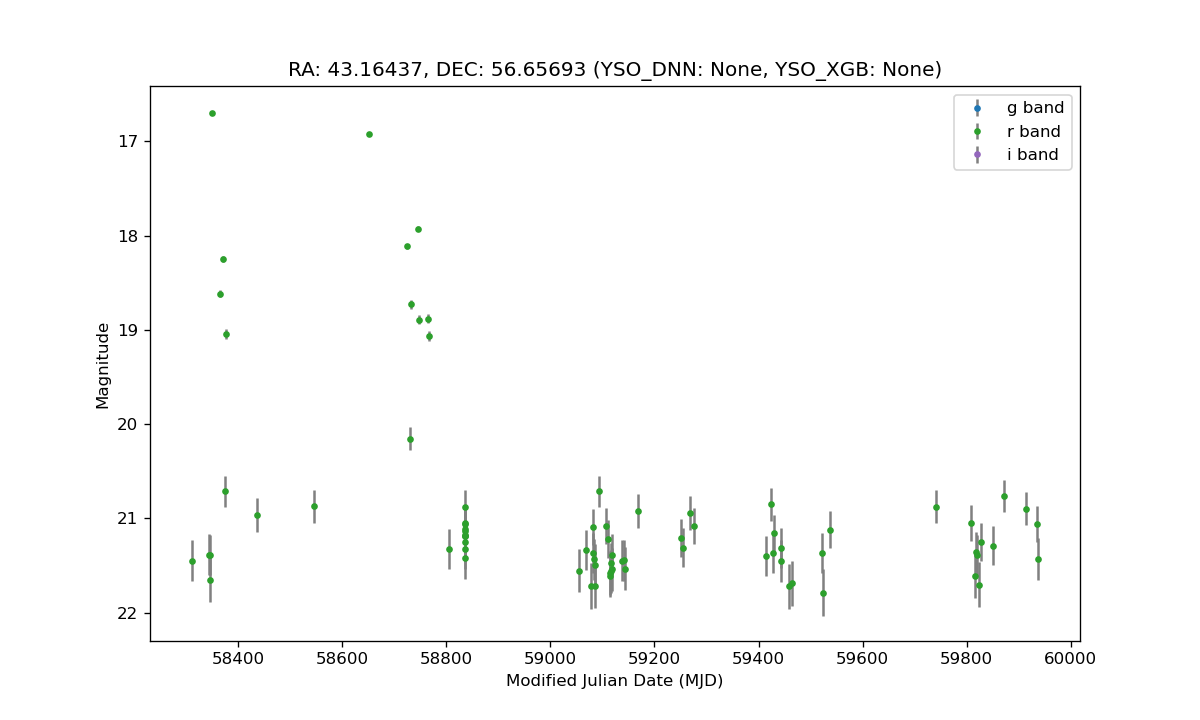 RA: 43.16437, DEC: 56.65693 (YSO_DNN: None, YSO_XGB: None)
g band
r band
i band
17
18
19
20
21
22
Magnitude
58400
58600
58800
59000
59200
59400
59600
59800
60000
Modified Julian Date (MJD)